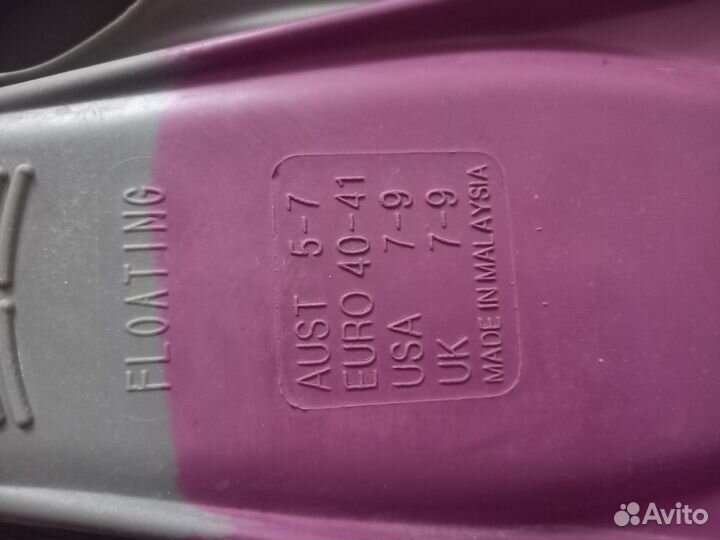 FLOATING
AUST 5-7
EURO 40-41
USA 7-9
UK 7-9
MADE IN MALAYSIA
Avito